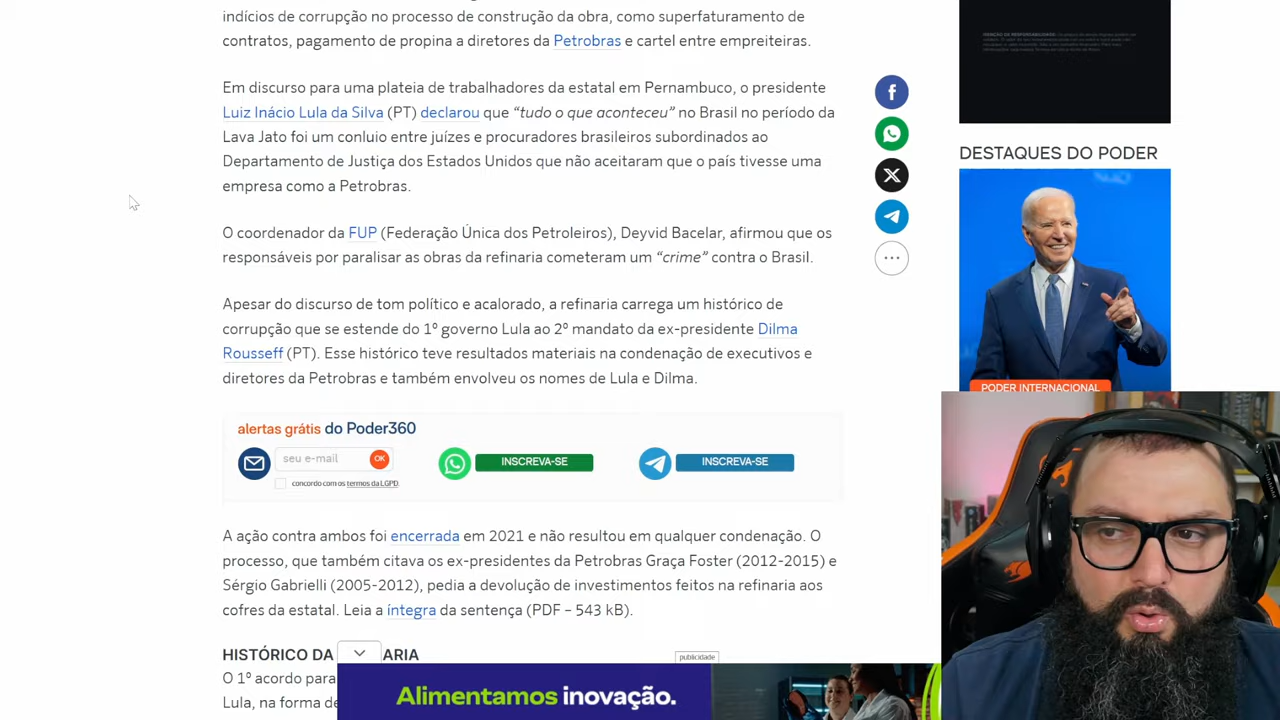 indícios de corrupção no processo de construção da obra, como superfaturamento de
contratos, pagamento de propina a diretores da Petrobras e cartel entre empreiteiras.
Em discurso para uma plateia de trabalhadores da estatal em Pernambuco, o presidente
Luiz Inácio Lula da Silva (PT) declarou que “tudo o que aconteceu” no Brasil no período da
Lava Jato foi um conluio entre juízes e procuradores brasileiros subordinados ao
Departamento de Justiça dos Estados Unidos que não aceitaram que o país tivesse uma
empresa como a Petrobras.
O coordenador da FUP (Federação Única dos Petroleiros), Deyvid Bacelar, afirmou que os
responsáveis por paralisar as obras da refinaria cometeram um “crime” contra o Brasil.
Apesar do discurso de tom político e acalorado, a refinaria carrega um histórico de
corrupção que se estende do 1º governo Lula ao 2º mandato da ex-presidente Dilma
Rousseff (PT). Esse histórico teve resultados materiais na condenação de executivos e
diretores da Petrobras e também envolveu os nomes de Lula e Dilma.
alertas grátis do Poder360
seu e-mail
OK
concordo com os termos da LGPD.
INSCREVA-SE
INSCREVA-SE
A ação contra ambos foi encerrada em 2021 e não resultou em qualquer condenação. O
processo, que também citava os ex-presidentes da Petrobras Graça Foster (2012-2015) e
Sérgio Gabrielli (2005-2012), pedia a devolução de investimentos feitos na refinaria aos
cofres da estatal. Leia a íntegra da sentença (PDF – 543 kB).
HISTÓRICO DA ARIA
publicidade
O 1º acordo para
Lula, na forma de
Alimentamos inovação.
DESTAQUES DO PODER
PODER INTERNACIONAL